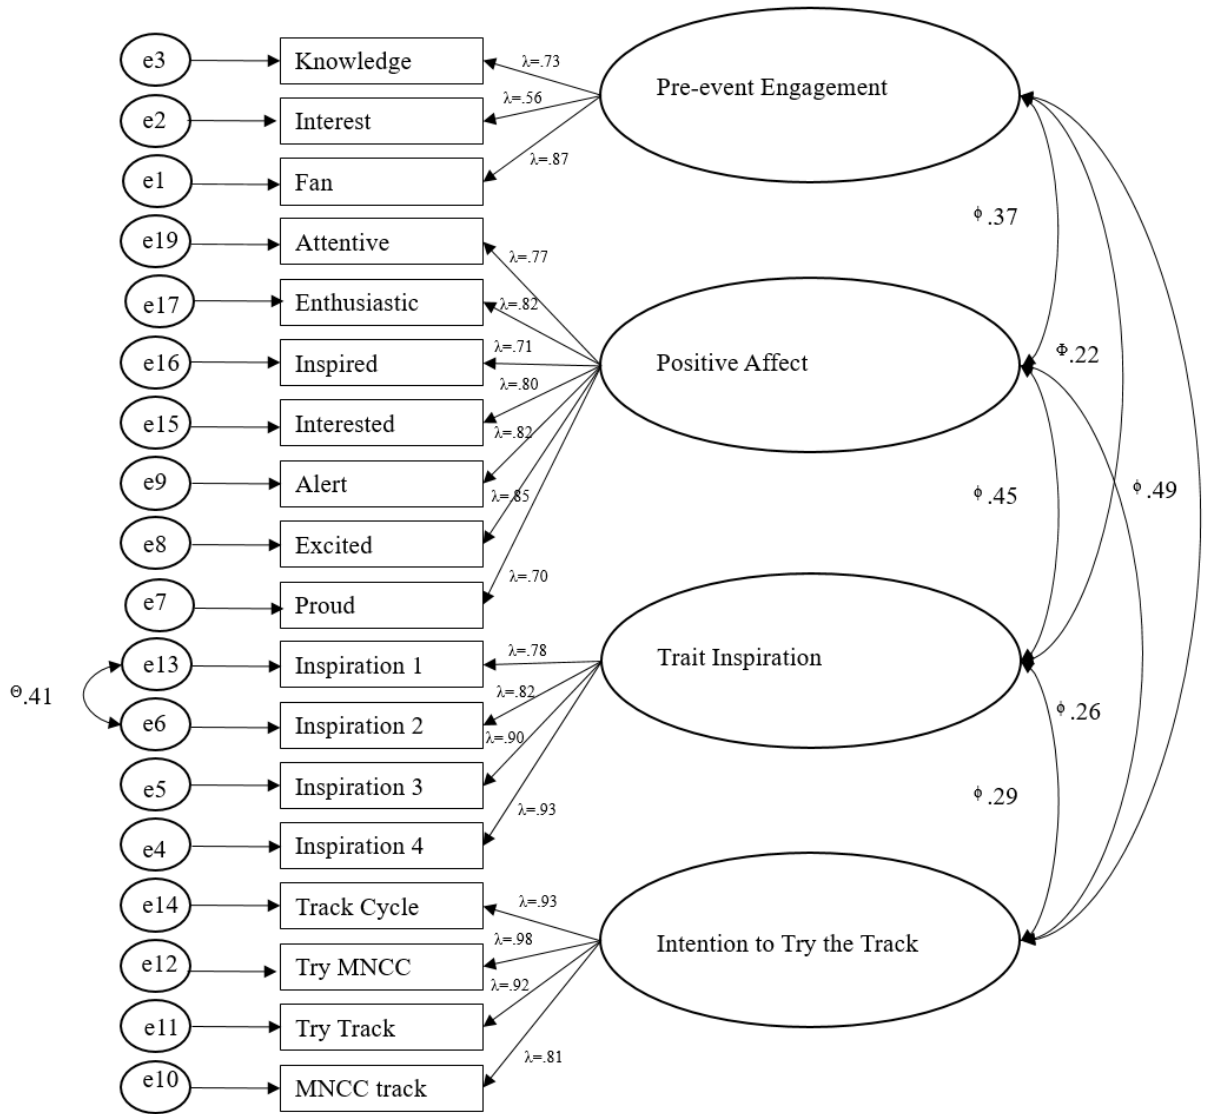 e3 Knowledge λ=.73
e2 Interest λ=.56
e1 Fan λ=.87
Pre-event Engagement
e19 Attentive λ=.77
e17 Enthusiastic λ=.82
e16 Inspired λ=.71
e15 Interested λ=.80
e9 Alert λ=.82
e8 Excited λ=.85
e7 Proud λ=.70
Positive Affect
e13 Inspiration 1 λ=.78
e6 Inspiration 2 λ=.82
e5 Inspiration 3 λ=.90
e4 Inspiration 4 λ=.93
Trait Inspiration
Θ.41
e14 Track Cycle λ=.93
e12 Try MNCC λ=.98
e11 Try Track λ=.92
e10 MNCC track λ=.81
Intention to Try the Track
ϕ.37
Φ.22
ϕ.45
ϕ.49
ϕ.26
ϕ.29